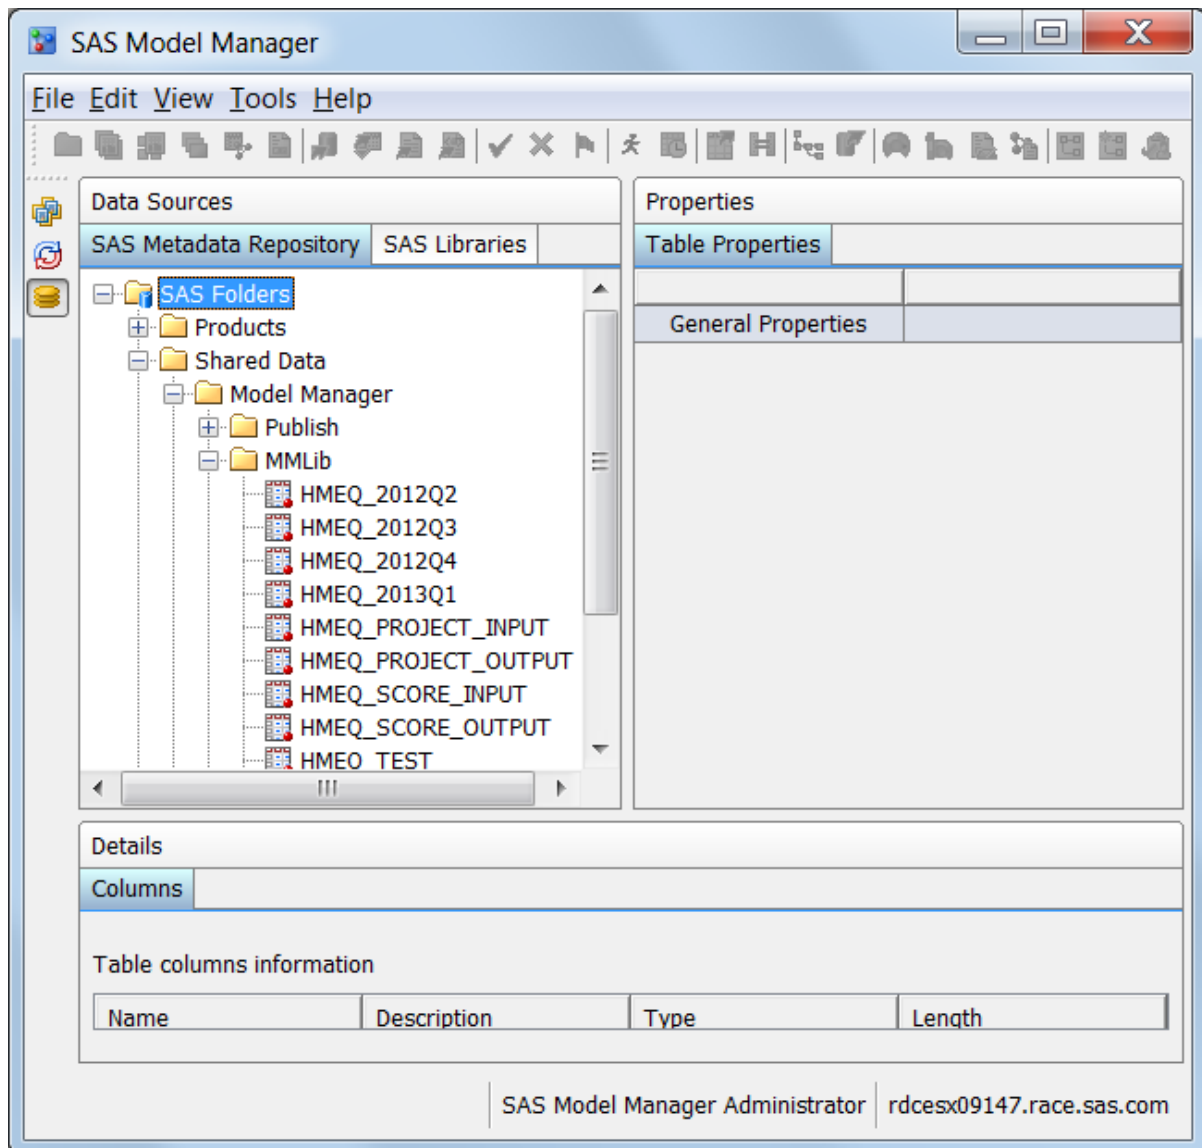 SAS Model Manager
File Edit View Tools Help
Data Sources
SAS Metadata Repository SAS Libraries
SAS Folders
Products
Shared Data
Model Manager
Publish
MMLib
HMEQ_2012Q2
HMEQ_2012Q3
HMEQ_2012Q4
HMEQ_2013Q1
HMEQ_PROJECT_INPUT
HMEQ_PROJECT_OUTPUT
HMEQ_SCORE_INPUT
HMEQ_SCORE_OUTPUT
HMEQ_TEST
Properties
Table Properties
General Properties
Details
Columns
Table columns information
Name Description Type Length
SAS Model Manager Administrator rdcesx09147.race.sas.com